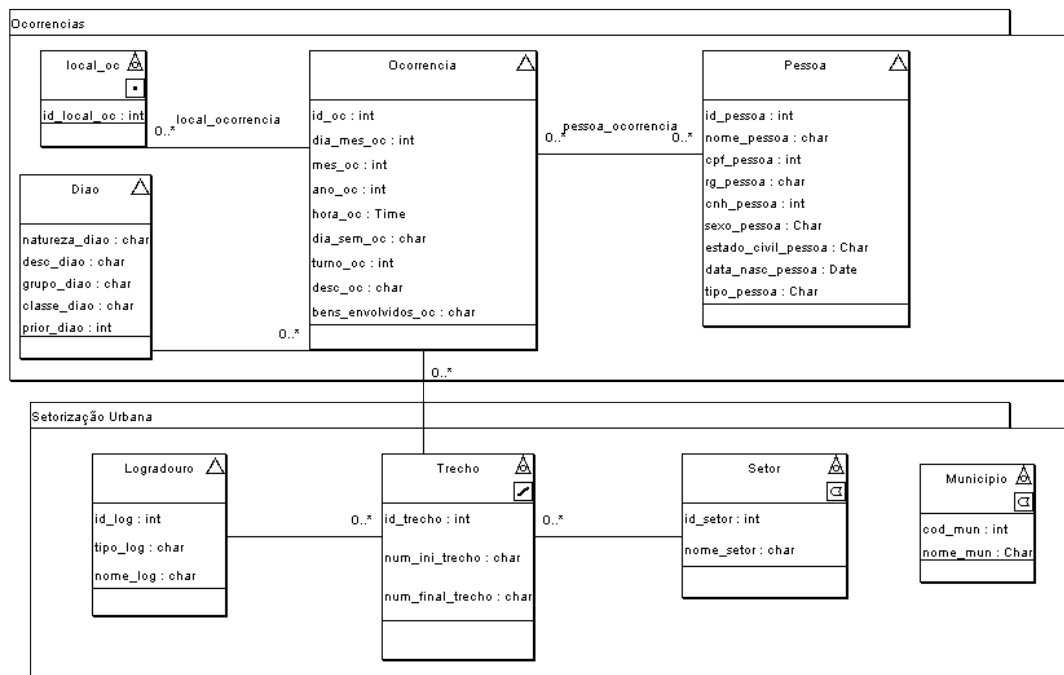 Ocorrencias
local_oc
id_local_oc : int
local_ocorrencia
0..*
Ocorrencia
id_oc : int
dia_mes_oc : int
mes_oc : int
ano_oc : int
hora_oc : Time
dia_sem_oc : char
turno_oc : int
desc_oc : char
bens_envolvidos_oc : char
pessoa_ocorrencia
0..*
0..*
Pessoa
id_pessoa : int
nome_pessoa : char
cpf_pessoa : int
rg_pessoa : char
cnh_pessoa : int
sexo_pessoa : Char
estado_civil_pessoa : Char
data_nasc_pessoa : Date
tipo_pessoa : Char
Diao
natureza_diao : char
desc_diao : char
grupo_diao : char
classe_diao : char
prior_diao : int
0..*
0..*
Setorização Urbana
Logradouro
id_log : int
tipo_log : char
nome_log : char
0..*
Trecho
id_trecho : int
num_ini_trecho : char
num_final_trecho : char
0..*
Setor
id_setor : int
nome_setor : char
Municipio
cod_mun : int
nome_mun : Char